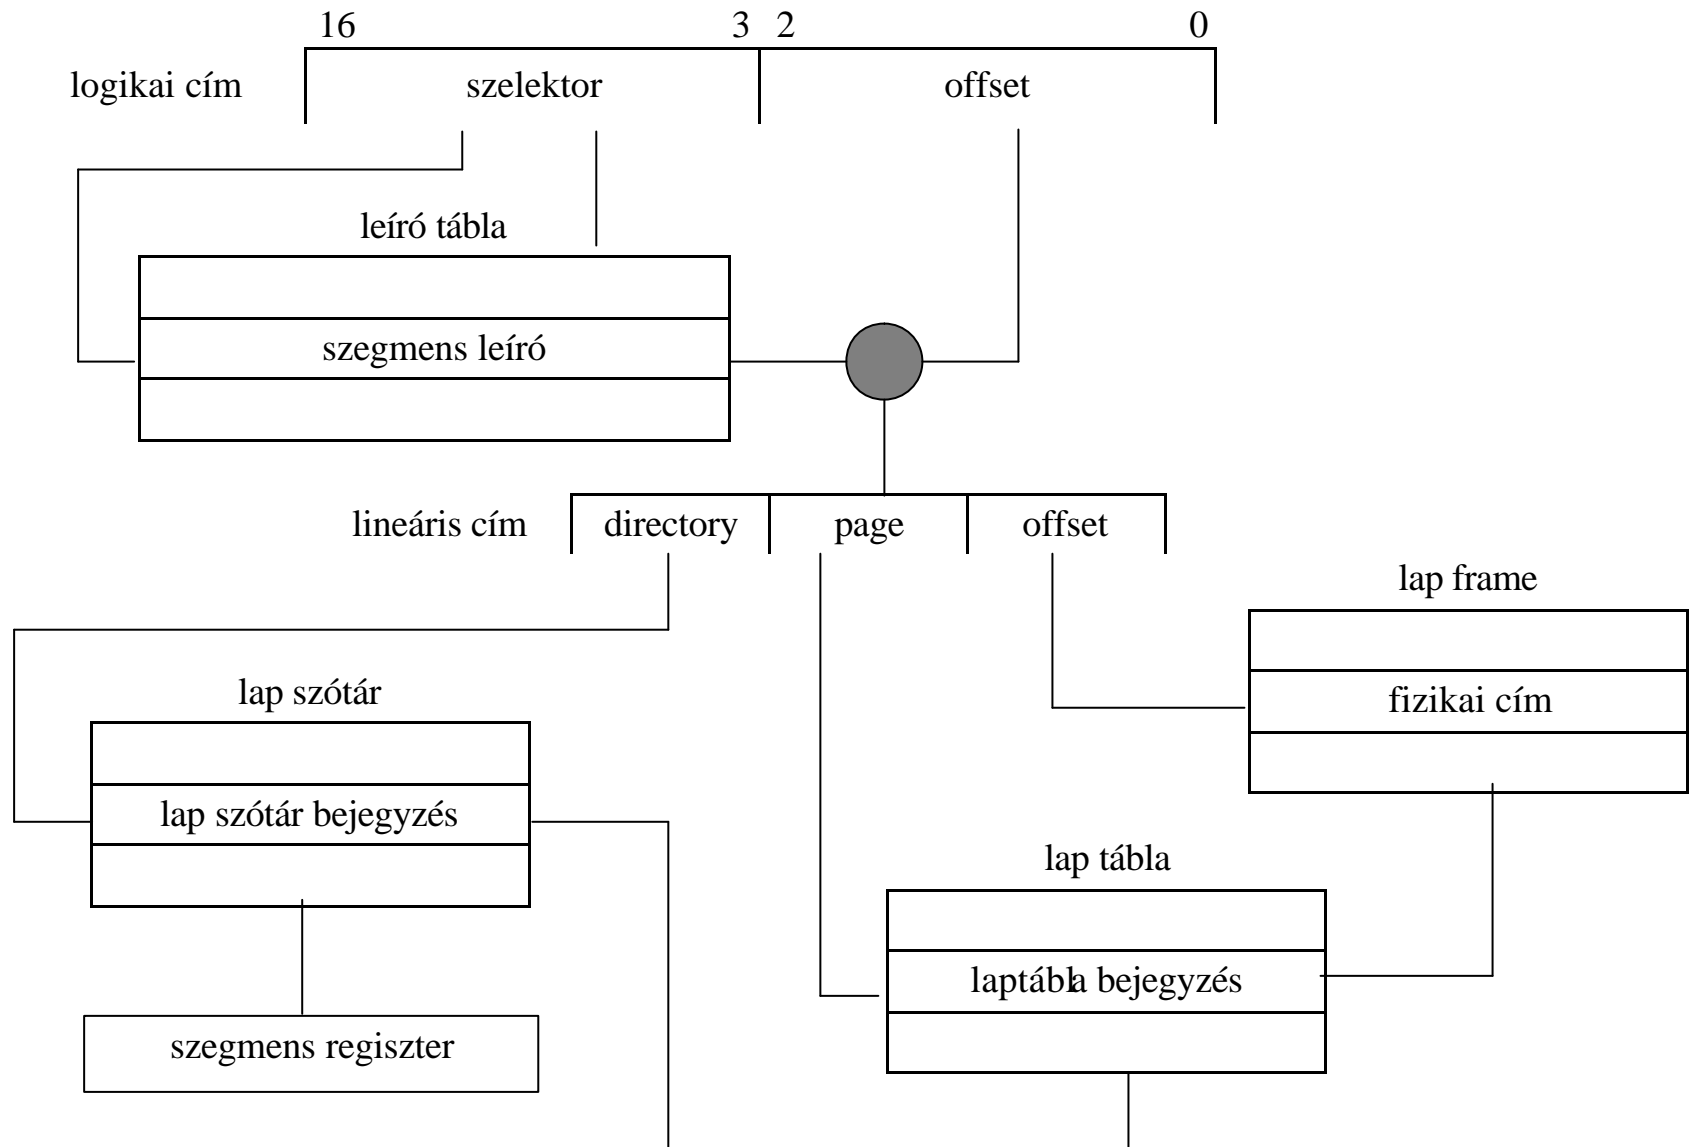 16 3 2 0
logikai cím szelektor offset
leíró tábla
szegmens leíró
lineáris cím directory page offset
lap frame
fizikai cím
lap szótár
lap szótár bejegyzés
lap tábla
laptábla bejegyzés
szegmens regiszter